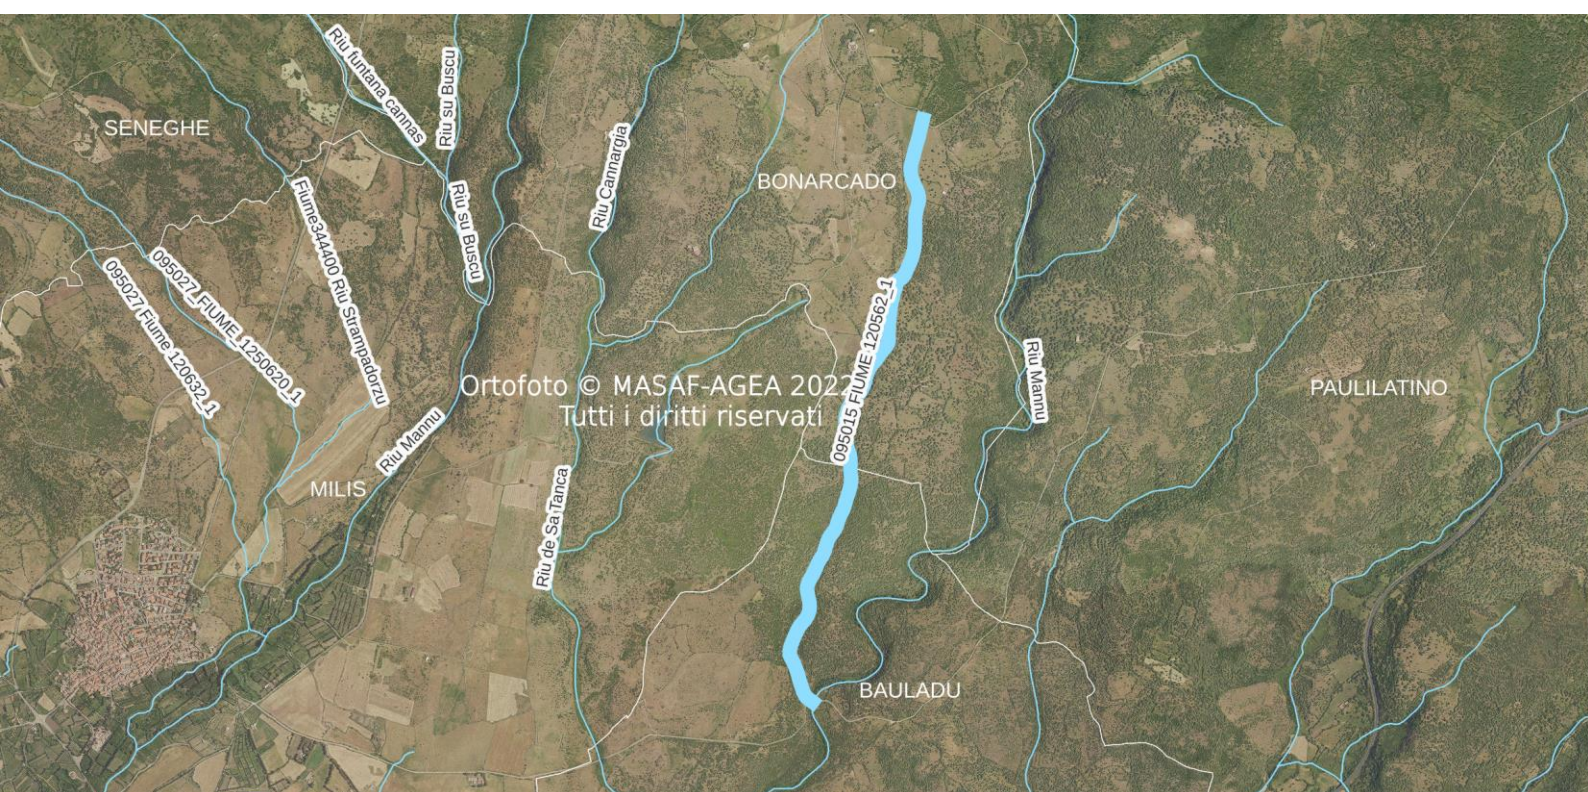 Riu funtana cannas
Riu su Buscu
SENEGHE
Riu Cannargia
BONARCADO
Fiume344400 Riu Strampadorzu
Riu su Buscu
095027_FIUME_1250620_1
095027 Fiume 120632_1
095015 FIUME 120562_1
Riu Mannu
Ortofoto © MASAF-AGEA 2022
Tutti i diritti riservati
PAULILATINO
Riu Mannu
MILIS
Riu de Sa Tanca
BAULADU